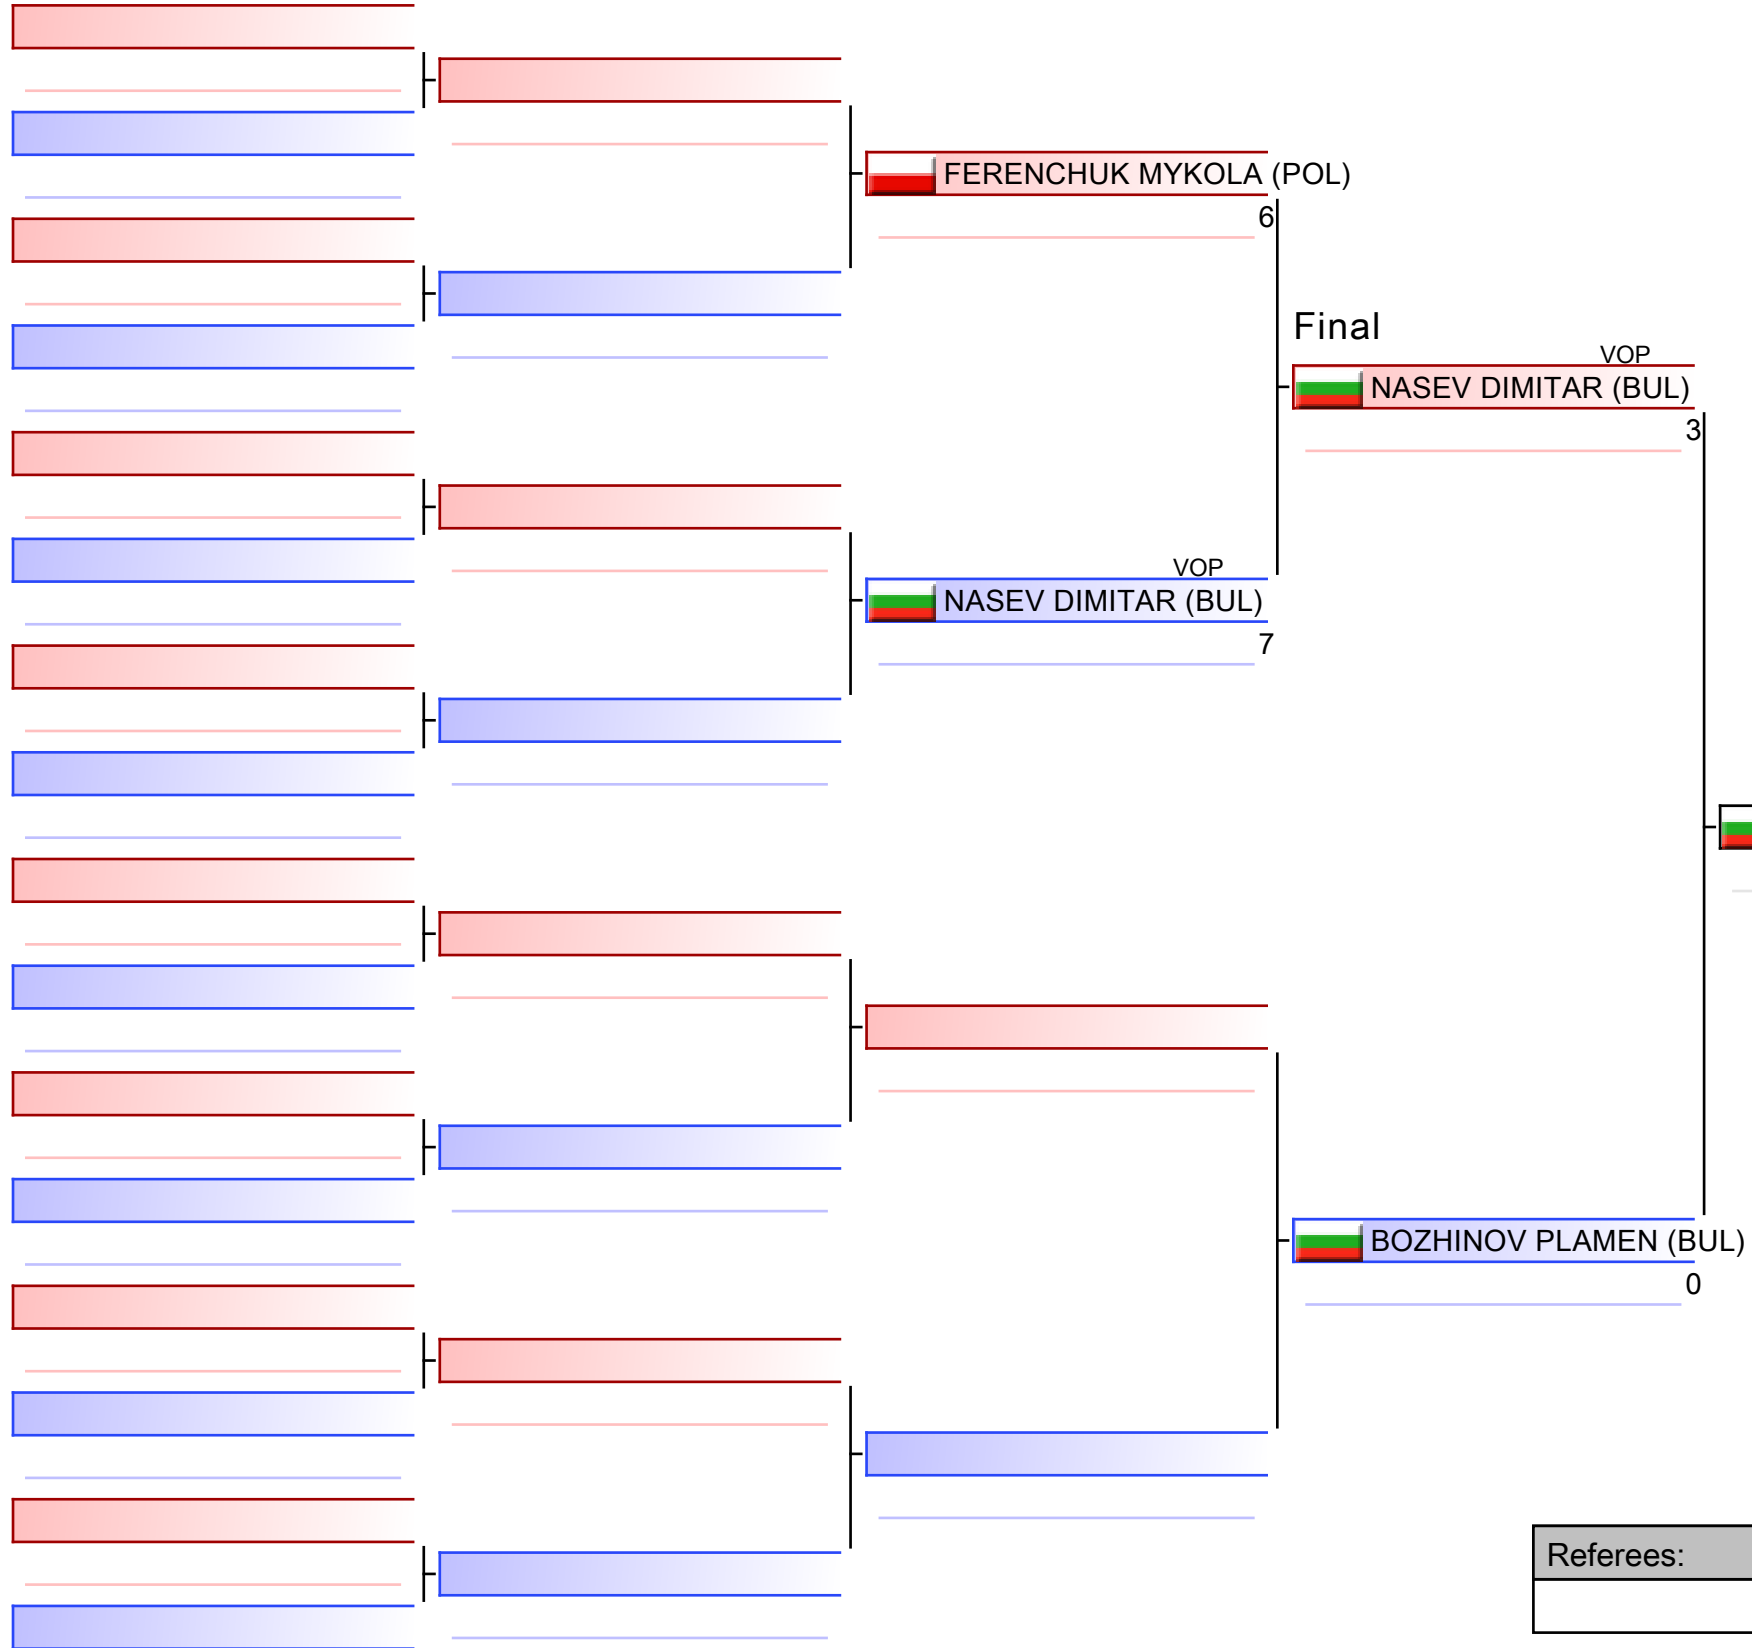 FERENCHUK MYKOLA (POL)
6
Final
VOP
NASEV DIMITAR (BUL)
3
VOP
NASEV DIMITAR (BUL)
7
BOZHINOV PLAMEN (BUL)
0
Referees: